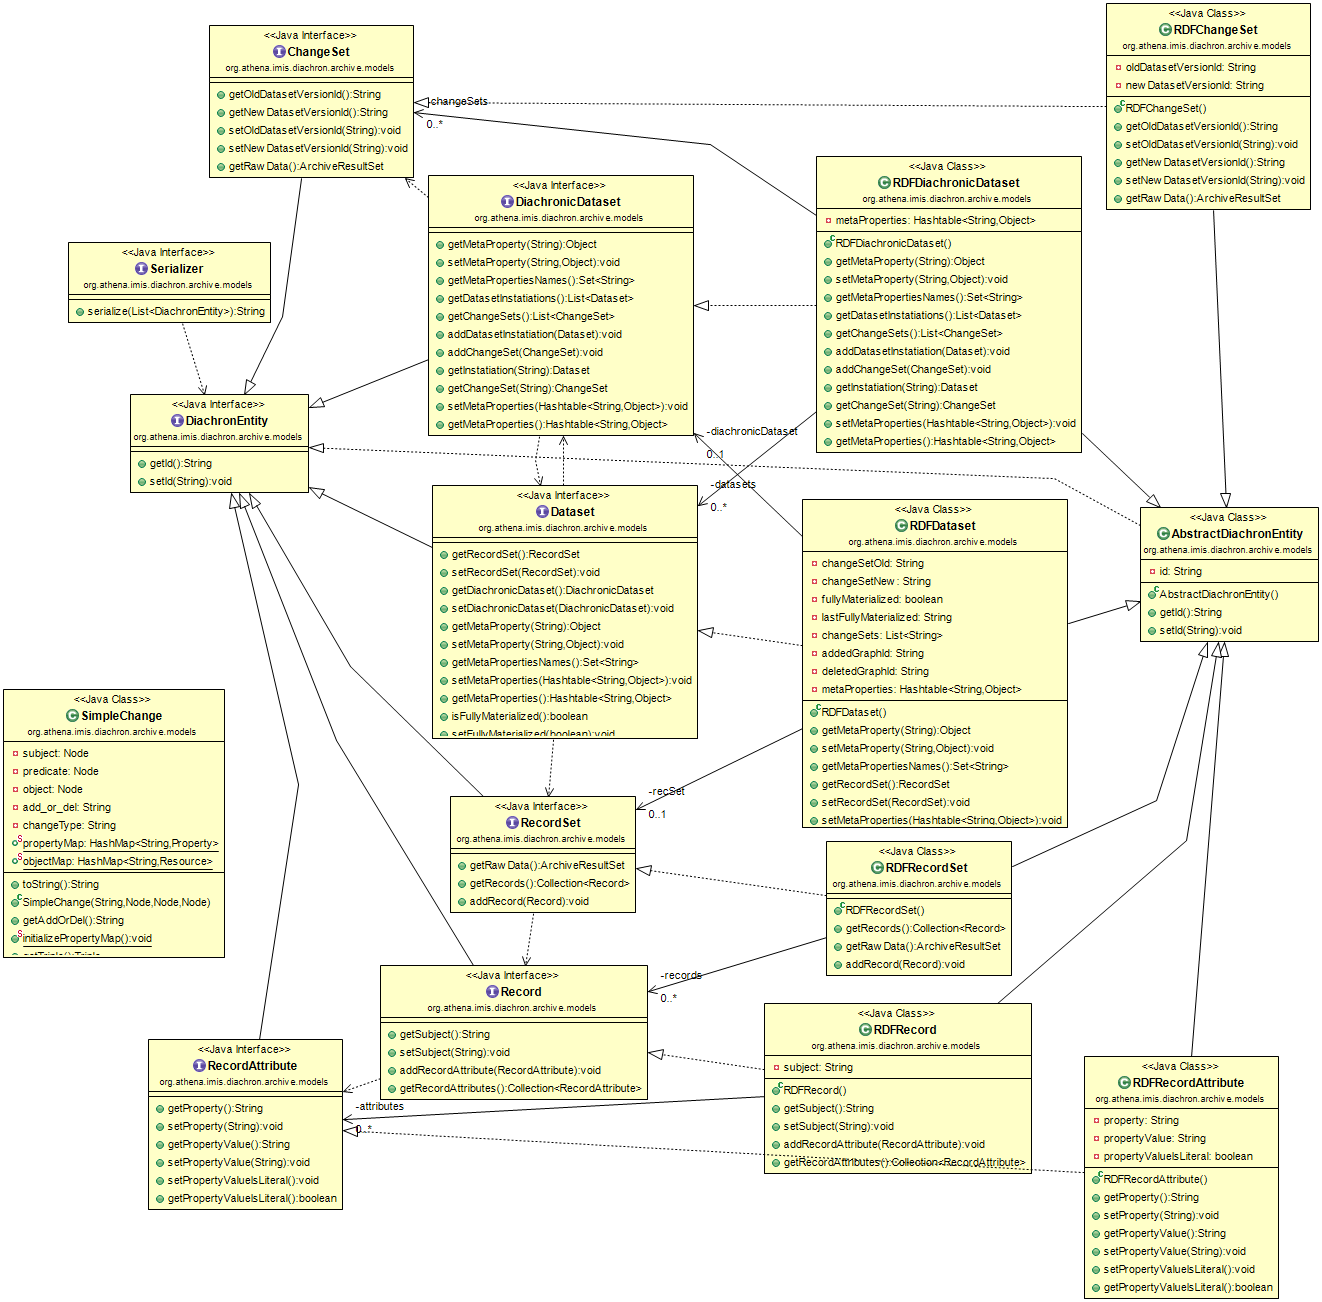 <<Java Interface>>
ChangeSet
org.athena.imis.diachron.archive.models
getOldDatasetVersionId():String
getNewDatasetVersionId():String
setOldDatasetVersionId(String):void
setNewDatasetVersionId(String):void
getRawData():ArchiveResultSet
<<Java Class>>
RDFChangeSet
org.athena.imis.diachron.archive.models
oldDatasetVersionId: String
newDatasetVersionId: String
RDFChangeSet()
getOldDatasetVersionId():String
setOldDatasetVersionId(String):void
getNewDatasetVersionId():String
setNewDatasetVersionId(String):void
getRawData():ArchiveResultSet
-changeSets
0..*
<<Java Interface>>
DiachronicDataset
org.athena.imis.diachron.archive.models
getMetaProperty(String):Object
setMetaProperty(String,Object):void
getMetaPropertiesNames():Set<String>
getDatasetInstatiations():List<Dataset>
getChangeSets():List<ChangeSet>
addDatasetInstatiation(Dataset):void
addChangeSet(ChangeSet):void
getInstatiation(String):Dataset
getChangeSet(String):ChangeSet
setMetaProperties(Hashtable<String,Object>):void
getMetaProperties():Hashtable<String,Object>
<<Java Class>>
RDFDiachronicDataset
org.athena.imis.diachron.archive.models
metaProperties: Hashtable<String,Object>
RDFDiachronicDataset()
getMetaProperty(String):Object
setMetaProperty(String,Object):void
getMetaPropertiesNames():Set<String>
getDatasetInstatiations():List<Dataset>
getChangeSets():List<ChangeSet>
addDatasetInstatiation(Dataset):void
addChangeSet(ChangeSet):void
getInstatiation(String):Dataset
getChangeSet(String):ChangeSet
setMetaProperties(Hashtable<String,Object>):void
getMetaProperties():Hashtable<String,Object>
<<Java Interface>>
Serializer
org.athena.imis.diachron.archive.models
serialize(List<DiachronEntity>):String
<<Java Interface>>
DiachronEntity
org.athena.imis.diachron.archive.models
getId():String
setId(String):void
-diachronicDataset
0..1
-datasets
0..*
<<Java Interface>>
Dataset
org.athena.imis.diachron.archive.models
getRecordSet():RecordSet
setRecordSet(RecordSet):void
getDiachronicDataset():DiachronicDataset
setDiachronicDataset(DiachronicDataset):void
getMetaProperty(String):Object
setMetaProperty(String,Object):void
getMetaPropertiesNames():Set<String>
setMetaProperties(Hashtable<String,Object>):void
getMetaProperties():Hashtable<String,Object>
isFullyMaterialized():boolean
setFullyMaterialized(boolean):void
<<Java Class>>
RDFDataset
org.athena.imis.diachron.archive.models
changeSetOld: String
changeSetNew: String
fullyMaterialized: boolean
lastFullyMaterialized: String
changeSets: List<String>
addedGraphId: String
deletedGraphId: String
metaProperties: Hashtable<String,Object>
RDFDataset()
getMetaProperty(String):Object
setMetaProperty(String,Object):void
getMetaPropertiesNames():Set<String>
getRecordSet():RecordSet
setRecordSet(RecordSet):void
setMetaProperties(Hashtable<String,Object>):void
<<Java Class>>
AbstractDiachronEntity
org.athena.imis.diachron.archive.models
id: String
AbstractDiachronEntity()
getId():String
setId(String):void
<<Java Class>>
SimpleChange
org.athena.imis.diachron.archive.models
subject: Node
predicate: Node
object: Node
add_or_del: String
changeType: String
propertyMap: HashMap<String,Property>
objectMap: HashMap<String,Resource>
toString():String
SimpleChange(String,Node,Node,Node)
getAddOrDel():String
initializePropertyMap():void
getTriple():Triple
-recSet
0..1
<<Java Interface>>
RecordSet
org.athena.imis.diachron.archive.models
getRawData():ArchiveResultSet
getRecords():Collection<Record>
addRecord(Record):void
<<Java Class>>
RDFRecordSet
org.athena.imis.diachron.archive.models
RDFRecordSet()
getRecords():Collection<Record>
getRawData():ArchiveResultSet
addRecord(Record):void
-records
0..*
<<Java Interface>>
Record
org.athena.imis.diachron.archive.models
getSubject():String
setSubject(String):void
addRecordAttribute(RecordAttribute):void
getRecordAttributes():Collection<RecordAttribute>
<<Java Class>>
RDFRecord
org.athena.imis.diachron.archive.models
subject: String
RDFRecord()
getSubject():String
setSubject(String):void
addRecordAttribute(RecordAttribute):void
getRecordAttributes():Collection<RecordAttribute>
<<Java Interface>>
RecordAttribute
org.athena.imis.diachron.archive.models
getProperty():String
setProperty(String):void
getPropertyValue():String
setPropertyValue(String):void
setPropertyValueIsLiteral():void
getPropertyValueIsLiteral():boolean
-attributes
0..*
<<Java Class>>
RDFRecordAttribute
org.athena.imis.diachron.archive.models
property: String
propertyValue: String
propertyValueIsLiteral: boolean
RDFRecordAttribute()
getProperty():String
setProperty(String):void
getPropertyValue():String
setPropertyValue(String):void
setPropertyValueIsLiteral():void
getPropertyValueIsLiteral():boolean